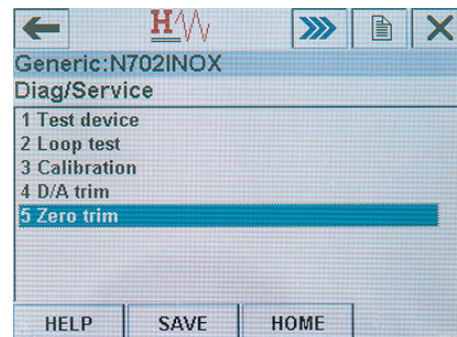 H
Generic:N702INOX
Diag/Service
1 Test device
2 Loop test
3 Calibration
4 D/A trim
5 Zero trim
HELP SAVE HOME